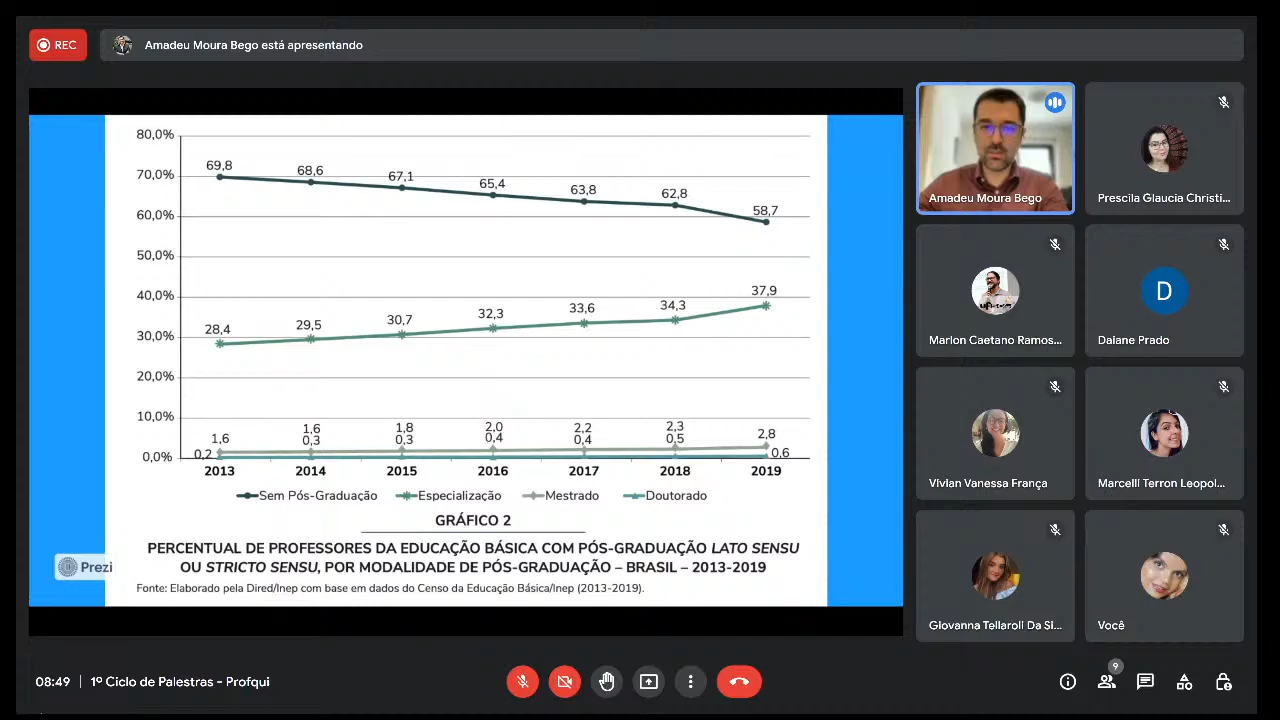 REC
Amadeu Moura Bego está apresentando
80,0%
70,0%
60,0%
50,0%
40,0%
30,0%
20,0%
10,0%
0,0%
69,8
68,6
67,1
65,4
63,8
62,8
58,7
28,4
29,5
30,7
32,3
33,6
34,3
37,9
1,6
1,6
1,8
2,0
2,2
2,3
2,8
0,2
0,3
0,3
0,4
0,4
0,5
0,6
2013 2014 2015 2016 2017 2018 2019
Sem Pós-Graduação Especialização Mestrado Doutorado
GRÁFICO 2
PERCENTUAL DE PROFESSORES DA EDUCAÇÃO BÁSICA COM PÓS-GRADUAÇÃO LATO SENSU
OU STRICTO SENSU, POR MODALIDADE DE PÓS-GRADUAÇÃO – BRASIL – 2013-2019
Fonte: Elaborado pela Dired/Inep com base em dados do Censo da Educação Básica/Inep (2013-2019).
Prezi
Amadeu Moura Bego
Prescila Glaucia Christi...
Marlon Caetano Ramos...
D
Daiane Prado
Vivian Vanessa França
Marcelli Terron Leopol...
Giovanna Tellaroli Da Si...
Você
08:49 | 1º Ciclo de Palestras - Profqui
9